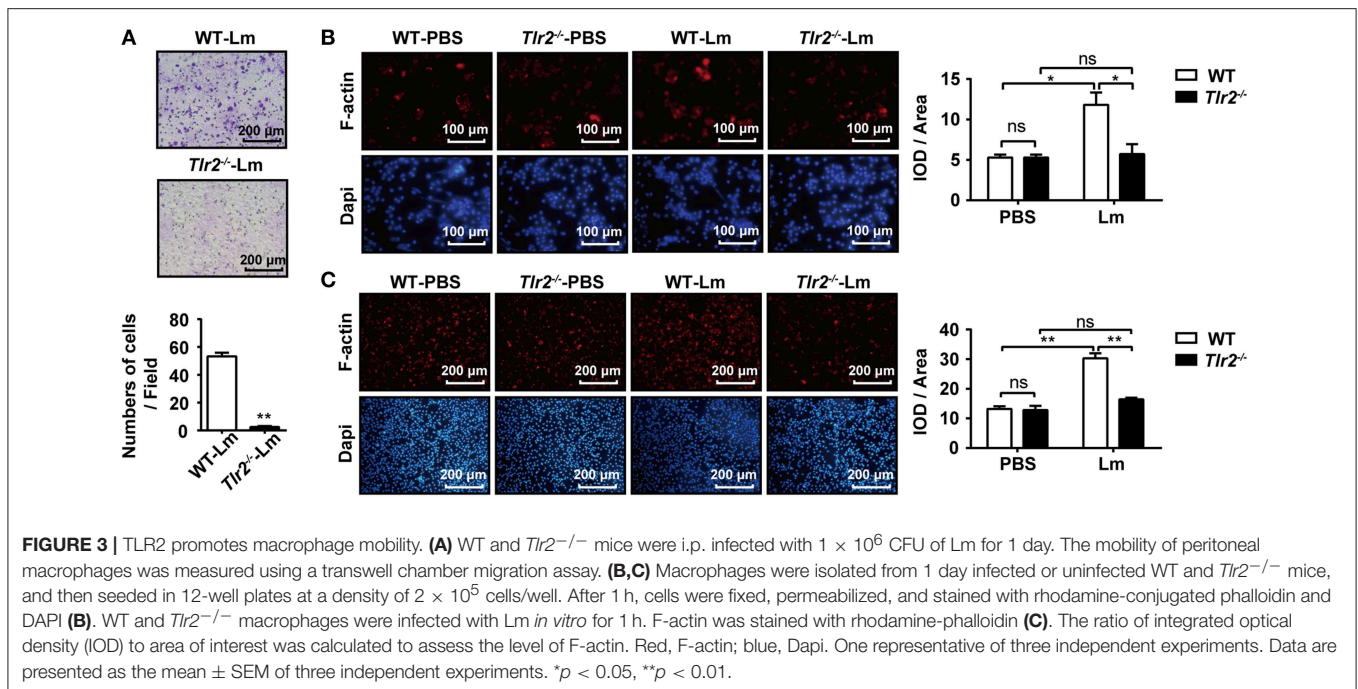 A
WT-Lm
200 μm
Tlr2-/--Lm
200 μm
Numbers of cells
/ Field
80
60
40
20
0
**
WT-Lm
Tlr2-/--Lm
B
WT-PBS
Tlr2-/--PBS
WT-Lm
Tlr2-/--Lm
F-actin
100 μm
100 μm
100 μm
100 μm
Dapi
100 μm
100 μm
100 μm
100 μm
IOD / Area
15
10
5
0
ns
*
*
ns
PBS
Lm
WT
Tlr2-/-
C
WT-PBS
Tlr2-/--PBS
WT-Lm
Tlr2-/--Lm
F-actin
200 μm
200 μm
200 μm
200 μm
Dapi
200 μm
200 μm
200 μm
200 μm
IOD / Area
40
30
20
10
0
ns
**
**
ns
PBS
Lm
WT
Tlr2-/-
FIGURE 3 | TLR2 promotes macrophage mobility. (A) WT and Tlr2−/− mice were i.p. infected with 1 × 10⁶ CFU of Lm for 1 day. The mobility of peritoneal
macrophages was measured using a transwell chamber migration assay. (B,C) Macrophages were isolated from 1 day infected or uninfected WT and Tlr2−/− mice,
and then seeded in 12-well plates at a density of 2 × 10⁵ cells/well. After 1 h, cells were fixed, permeabilized, and stained with rhodamine-conjugated phalloidin and
DAPI (B). WT and Tlr2−/− macrophages were infected with Lm in vitro for 1 h. F-actin was stained with rhodamine-phalloidin (C). The ratio of integrated optical
density (IOD) to area of interest was calculated to assess the level of F-actin. Red, F-actin; blue, Dapi. One representative of three independent experiments. Data are
presented as the mean ± SEM of three independent experiments. *p < 0.05, **p < 0.01.